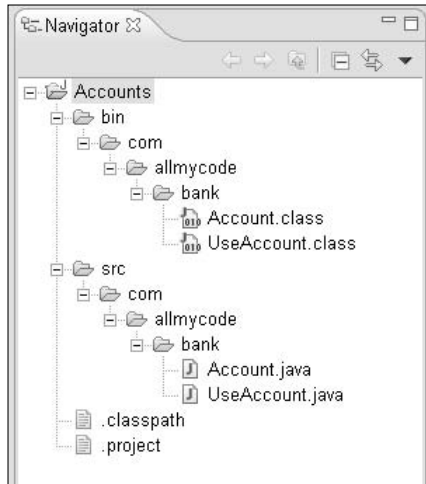 Navigator
Accounts
bin
com
allmycode
bank
Account.class
UseAccount.class
src
com
allmycode
bank
Account.java
UseAccount.java
.classpath
.project